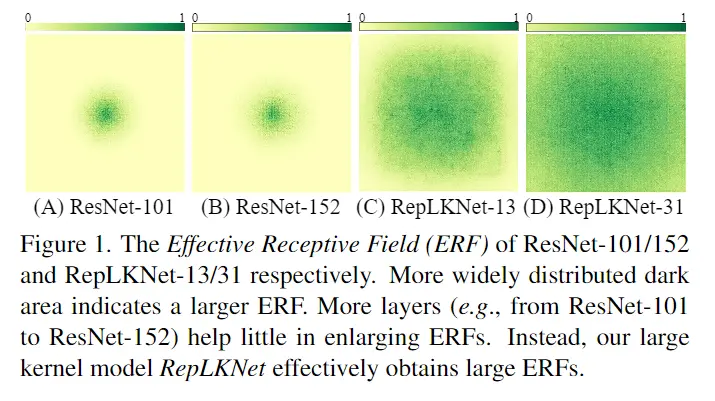 0 1 0 1 0 1 0 1
(A) ResNet-101 (B) ResNet-152 (C) RepLKNet-13 (D) RepLKNet-31
Figure 1. The Effective Receptive Field (ERF) of ResNet-101/152
and RepLKNet-13/31 respectively. More widely distributed dark
area indicates a larger ERF. More layers (e.g., from ResNet-101
to ResNet-152) help little in enlarging ERFs. Instead, our large
kernel model RepLKNet effectively obtains large ERFs.